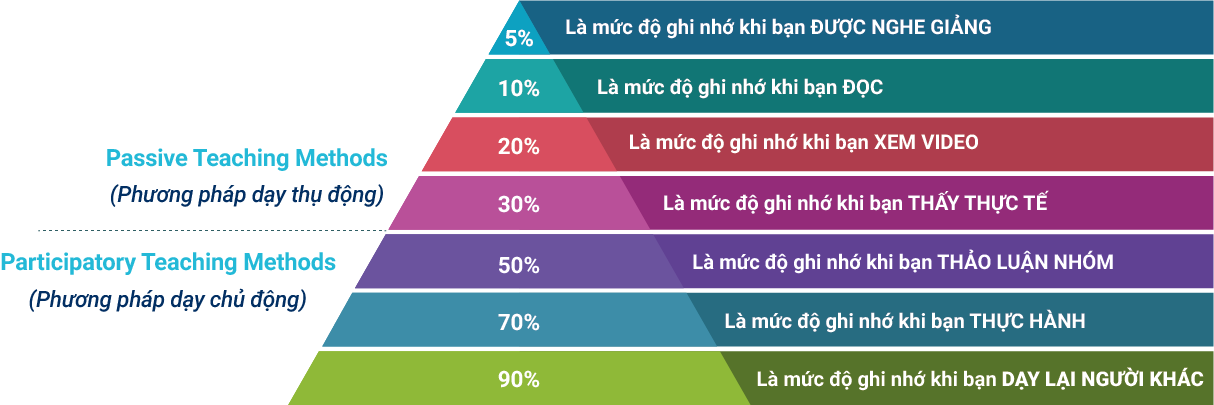 5% Là mức độ ghi nhớ khi bạn ĐƯỢC NGHE GIẢNG
10% Là mức độ ghi nhớ khi bạn ĐỌC
20% Là mức độ ghi nhớ khi bạn XEM VIDEO
Passive Teaching Methods
(Phương pháp dạy thụ động)
30% Là mức độ ghi nhớ khi bạn THẤY THỰC TẾ
Participatory Teaching Methods
(Phương pháp dạy chủ động)
50% Là mức độ ghi nhớ khi bạn THẢO LUẬN NHÓM
70% Là mức độ ghi nhớ khi bạn THỰC HÀNH
90% Là mức độ ghi nhớ khi bạn DẠY LẠI NGƯỜI KHÁC